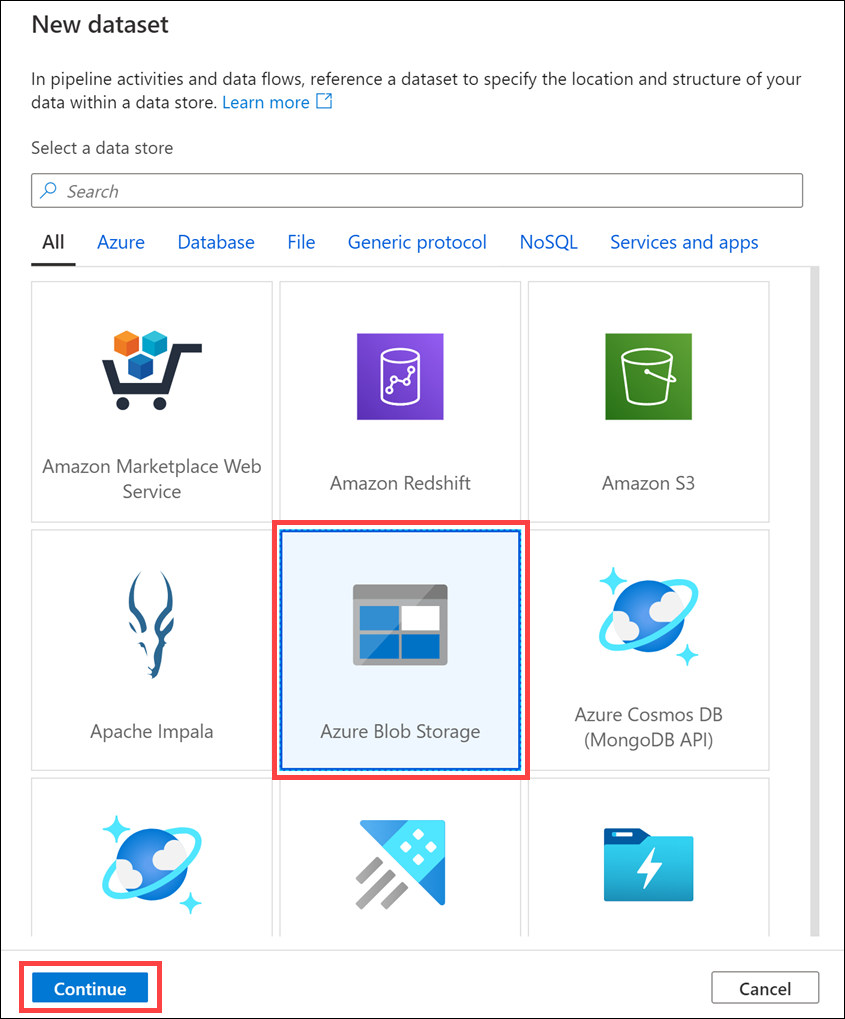 New dataset
In pipeline activities and data flows, reference a dataset to specify the location and structure of your
data within a data store. Learn more
Select a data store
Search
All Azure Database File Generic protocol NoSQL Services and apps
Amazon Marketplace Web
Service
Amazon Redshift
Amazon S3
Apache Impala
Azure Blob Storage
Azure Cosmos DB
(MongoDB API)
Continue
Cancel